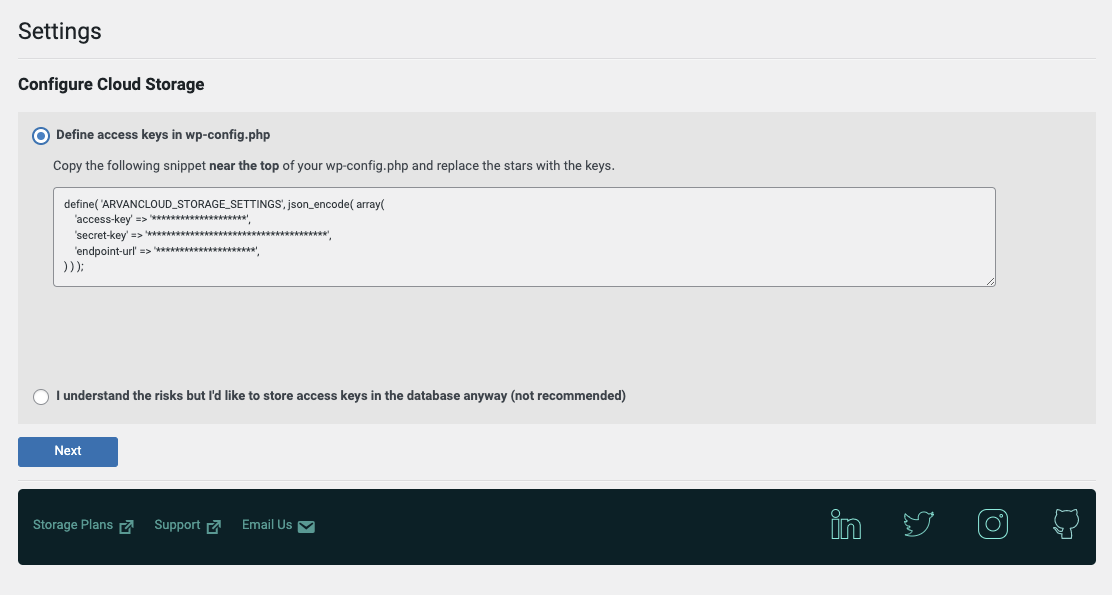 Settings
Configure Cloud Storage
Define access keys in wp-config.php
Copy the following snippet near the top of your wp-config.php and replace the stars with the keys.
define( 'ARVANCLOUD_STORAGE_SETTINGS', json_encode( array(
'access-key' => '********************',
'secret-key' => '**************************************',
'endpoint-url' => '*********************',
) ) );
I understand the risks but I'd like to store access keys in the database anyway (not recommended)
Next
Storage Plans Support Email Us in